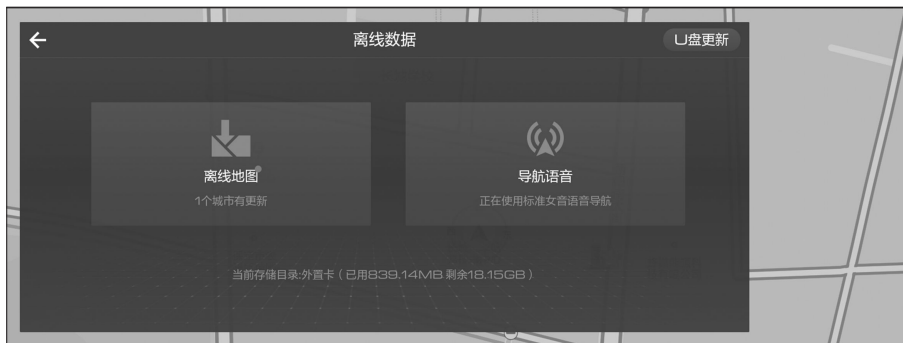 离线数据
U盘更新
离线地图
1个城市有更新
导航语音
正在使用标准女音语音导航
当前存储目录:外置卡（已用839.14MB 剩余18.15GB）